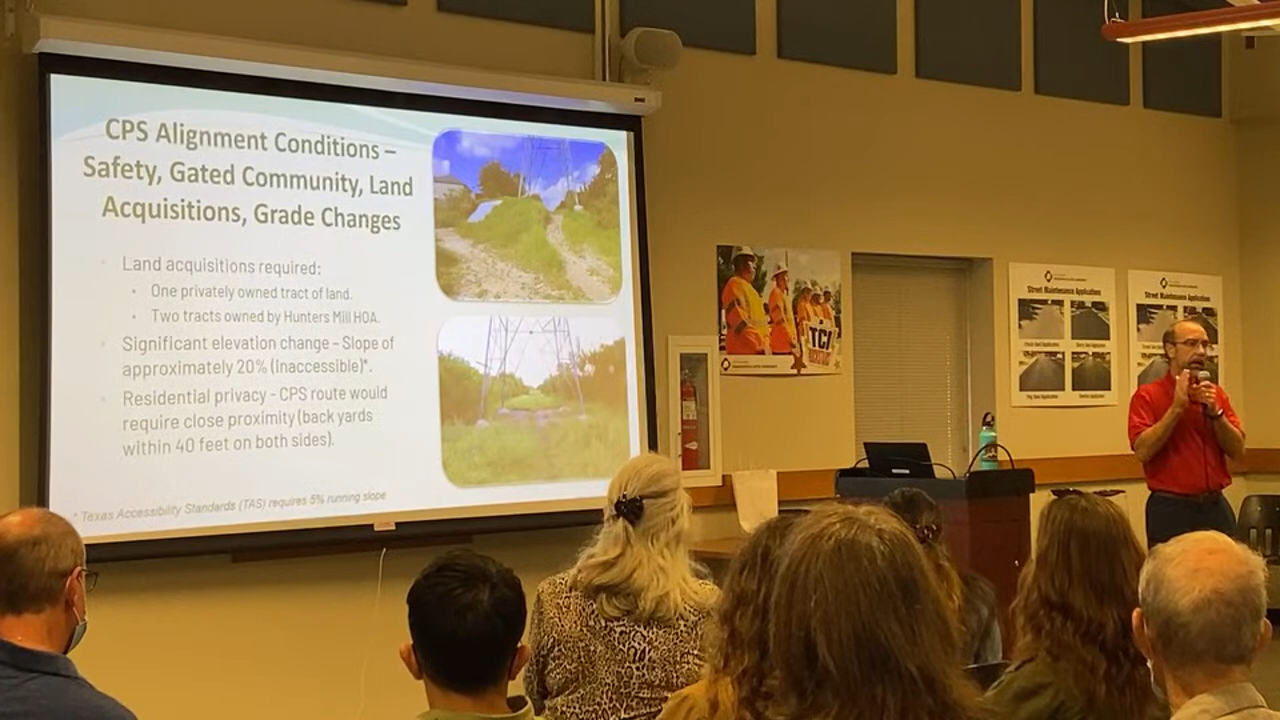 CPS Alignment Conditions –
Safety, Gated Community, Land
Acquisitions, Grade Changes
Land acquisitions required:
One privately owned tract of land.
Two tracts owned by Hunters Mill HOA.
Significant elevation change – Slope of
approximately 20% (inaccessible)*.
Residential privacy - CPS route would
require close proximity (back yards
within 40 feet on both sides).
* Texas Accessibility Standards (TAS) requires 5% running slope
TCI
Street Maintenance Applications
Street Maintenance Applications